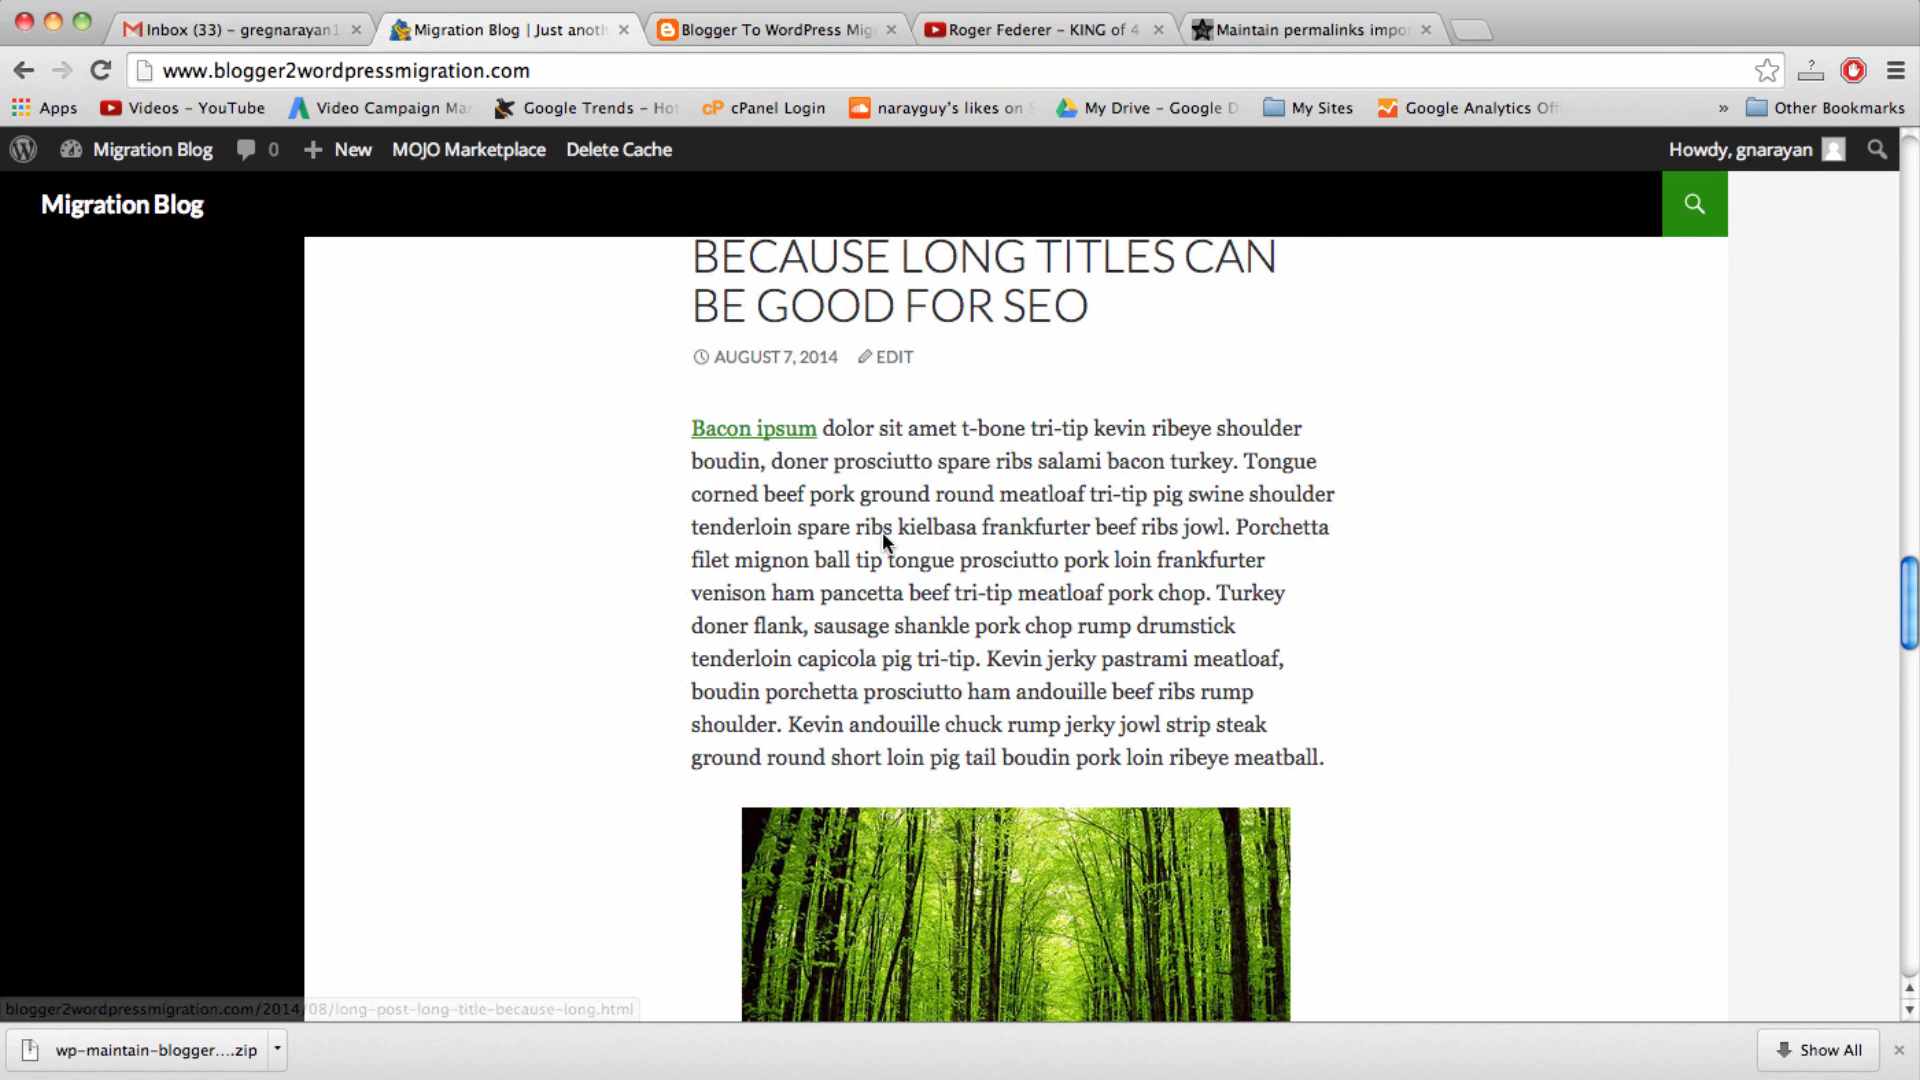 Inbox (33) – gregnarayan1
Migration Blog | Just anoth
Blogger To WordPress Mig
Roger Federer – KING of 4
Maintain permalinks impor
www.blogger2wordpressmigration.com
Apps
Videos – YouTube
Video Campaign Ma
Google Trends – Hot
cP cPanel Login
narayguy's likes on S
My Drive – Google D
My Sites
Google Analytics Offi
»
Other Bookmarks
Migration Blog
0
New
MOJO Marketplace
Delete Cache
Howdy, gnarayan
Migration Blog
BECAUSE LONG TITLES CAN
BE GOOD FOR SEO
AUGUST 7, 2014
EDIT
Bacon ipsum dolor sit amet t-bone tri-tip kevin ribeye shoulder
boudin, doner prosciutto spare ribs salami bacon turkey. Tongue
corned beef pork ground round meatloaf tri-tip pig swine shoulder
tenderloin spare ribs kielbasa frankfurter beef ribs jowl. Porchetta
filet mignon ball tip tongue prosciutto pork loin frankfurter
venison ham pancetta beef tri-tip meatloaf pork chop. Turkey
doner flank, sausage shankle pork chop rump drumstick
tenderloin capicola pig tri-tip. Kevin jerky pastrami meatloaf,
boudin porchetta prosciutto ham andouille beef ribs rump
shoulder. Kevin andouille chuck rump jerky jowl strip steak
ground round short loin pig tail boudin pork loin ribeye meatball.
blogger2wordpressmigration.com/2014/08/long-post-long-title-because-long.html
wp-maintain-blogger....zip
Show All